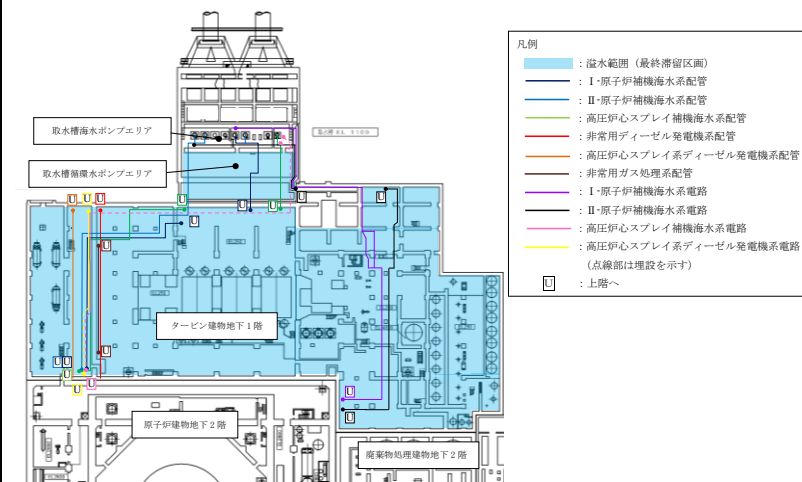 凡例
：溢水範囲（最終滞留区画）
：Ⅰ-原子炉補機海水系配管
：Ⅱ-原子炉補機海水系配管
：高圧炉心スプレイ補機海水系配管
：非常用ディーゼル発電機系配管
：高圧炉心スプレイ系ディーゼル発電機系配管
：非常用ガス処理系配管
：Ⅰ-原子炉補機海水系電路
：Ⅱ-原子炉補機海水系電路
：高圧炉心スプレイ補機海水系電路
：高圧炉心スプレイ系ディーゼル発電機系電路
（点線部は埋設を示す）
U ：上階へ
取水槽海水ポンプエリア
取水槽循環水ポンプエリア
U U U U U U U
U
U
タービン建物地下1階
U
U U
U U
U
U
U
原子炉建物地下2階
廃棄物処理建物地下2階